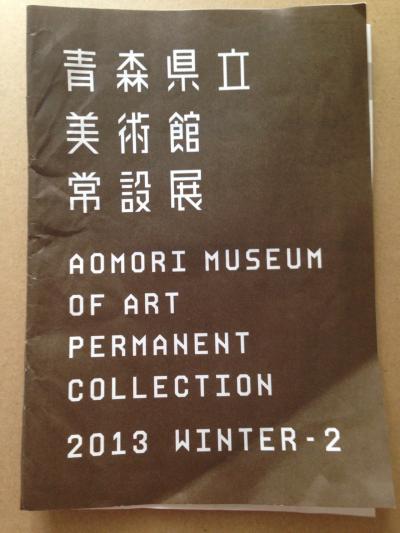 青森県立
美術館
常設展
AOMORI MUSEUM
OF ART
PERMANENT
COLLECTION
2013 WINTER-2